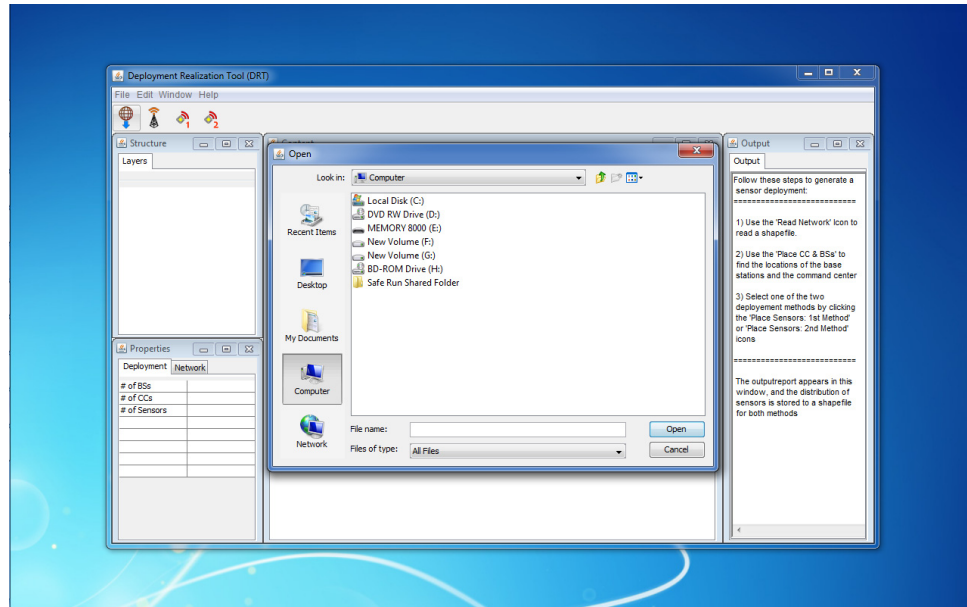 Deployment Realization Tool (DRT)
File Edit Window Help
1 2
Structure
Layers
Properties
Deployment Network
# of BSs
# of CCs
# of Sensors
Open
Look in: Computer
Recent Items
Desktop
My Documents
Computer
Network
Local Disk (C:)
DVD RW Drive (D:)
MEMORY 8000 (E:)
New Volume (F:)
New Volume (G:)
BD-ROM Drive (H:)
Safe Run Shared Folder
File name: Open
Files of type: All Files Cancel
Output
Output
Follow these steps to generate a
sensor deployment:
===========================
1) Use the 'Read Network' Icon to
read a shapefile.
2) Use the 'Place CC & BSs' to
find the locations of the base
stations and the command center
3) Select one of the two
deployement methods by clicking
the 'Place Sensors: 1st Method'
or 'Place Sensors: 2nd Method'
icons
===========================
The outputreport appears in this
window, and the distribution of
sensors is stored to a shapefile
for both methods